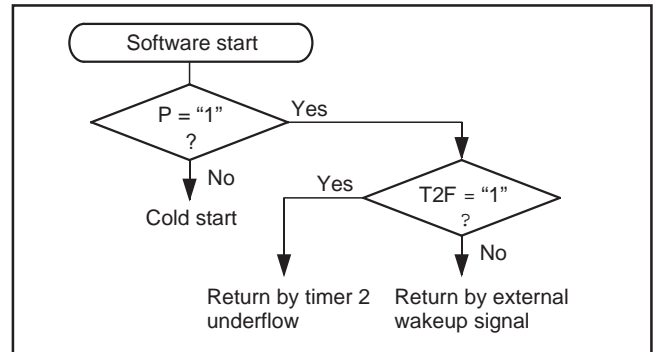 Software start
P = “1”
?
Yes
No
Cold start
Yes
T2F = “1”
?
No
Return by timer 2
underflow
Return by external
wakeup signal